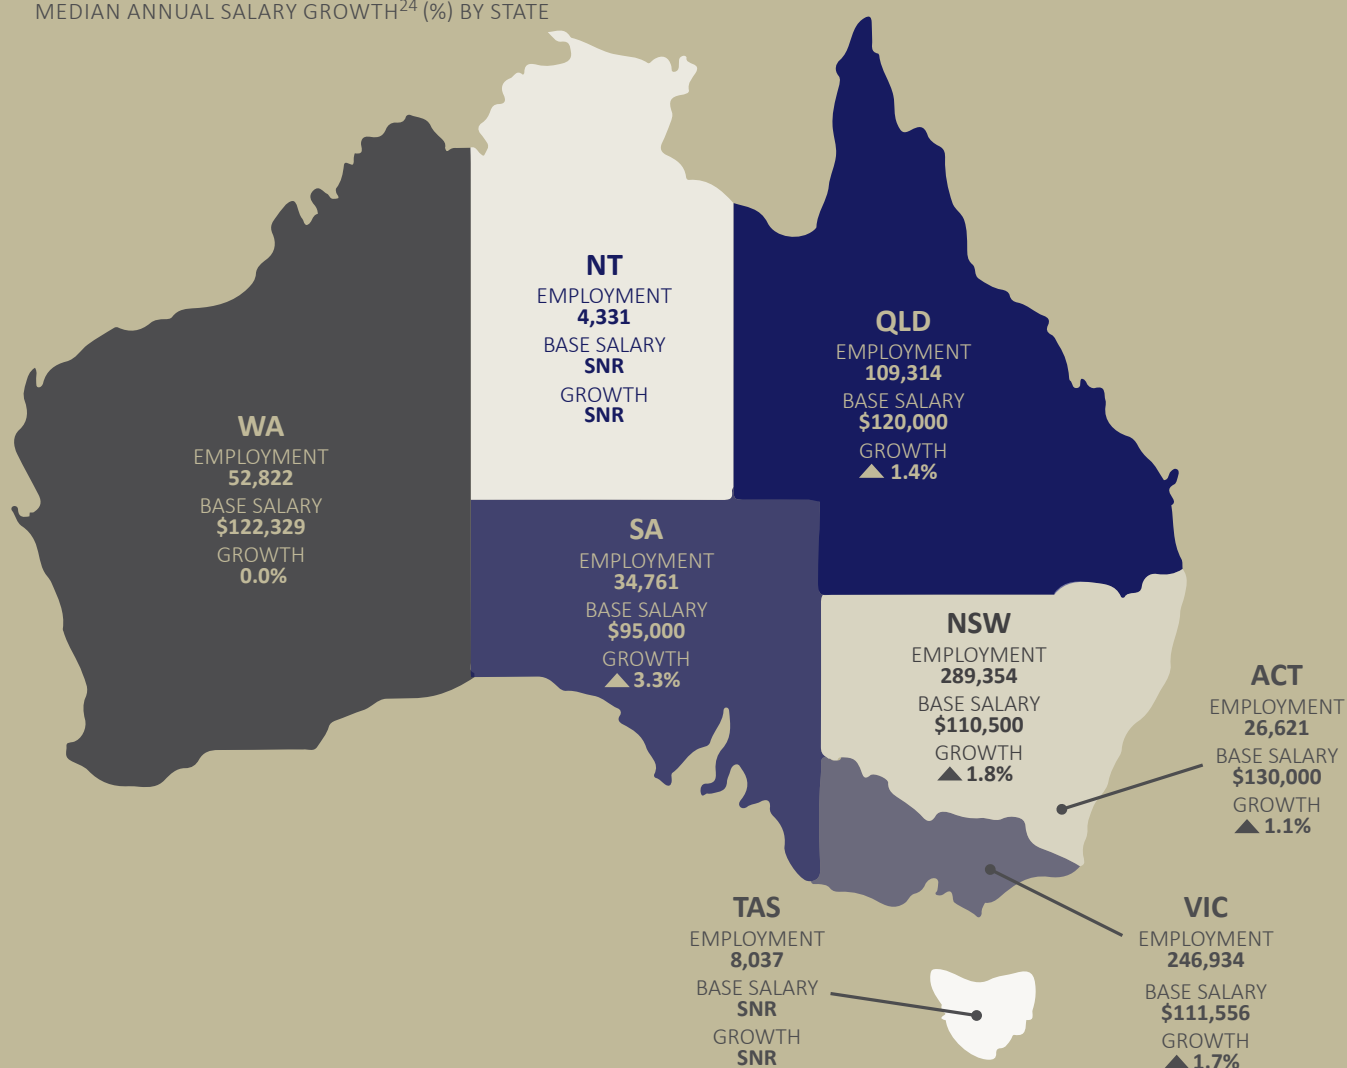 MEDIAN ANNUAL SALARY GROWTH24 (%) BY STATE
NT
EMPLOYMENT
4,331
BASE SALARY
SNR
GROWTH
SNR
QLD
EMPLOYMENT
109,314
BASE SALARY
$120,000
GROWTH
▲ 1.4%
WA
EMPLOYMENT
52,822
BASE SALARY
$122,329
GROWTH
0.0%
SA
EMPLOYMENT
34,761
BASE SALARY
$95,000
GROWTH
▲ 3.3%
NSW
EMPLOYMENT
289,354
BASE SALARY
$110,500
GROWTH
▲ 1.8%
ACT
EMPLOYMENT
26,621
BASE SALARY
$130,000
GROWTH
▲ 1.1%
TAS
EMPLOYMENT
8,037
BASE SALARY
SNR
GROWTH
SNR
VIC
EMPLOYMENT
246,934
BASE SALARY
$111,556
GROWTH
▲ 1.7%